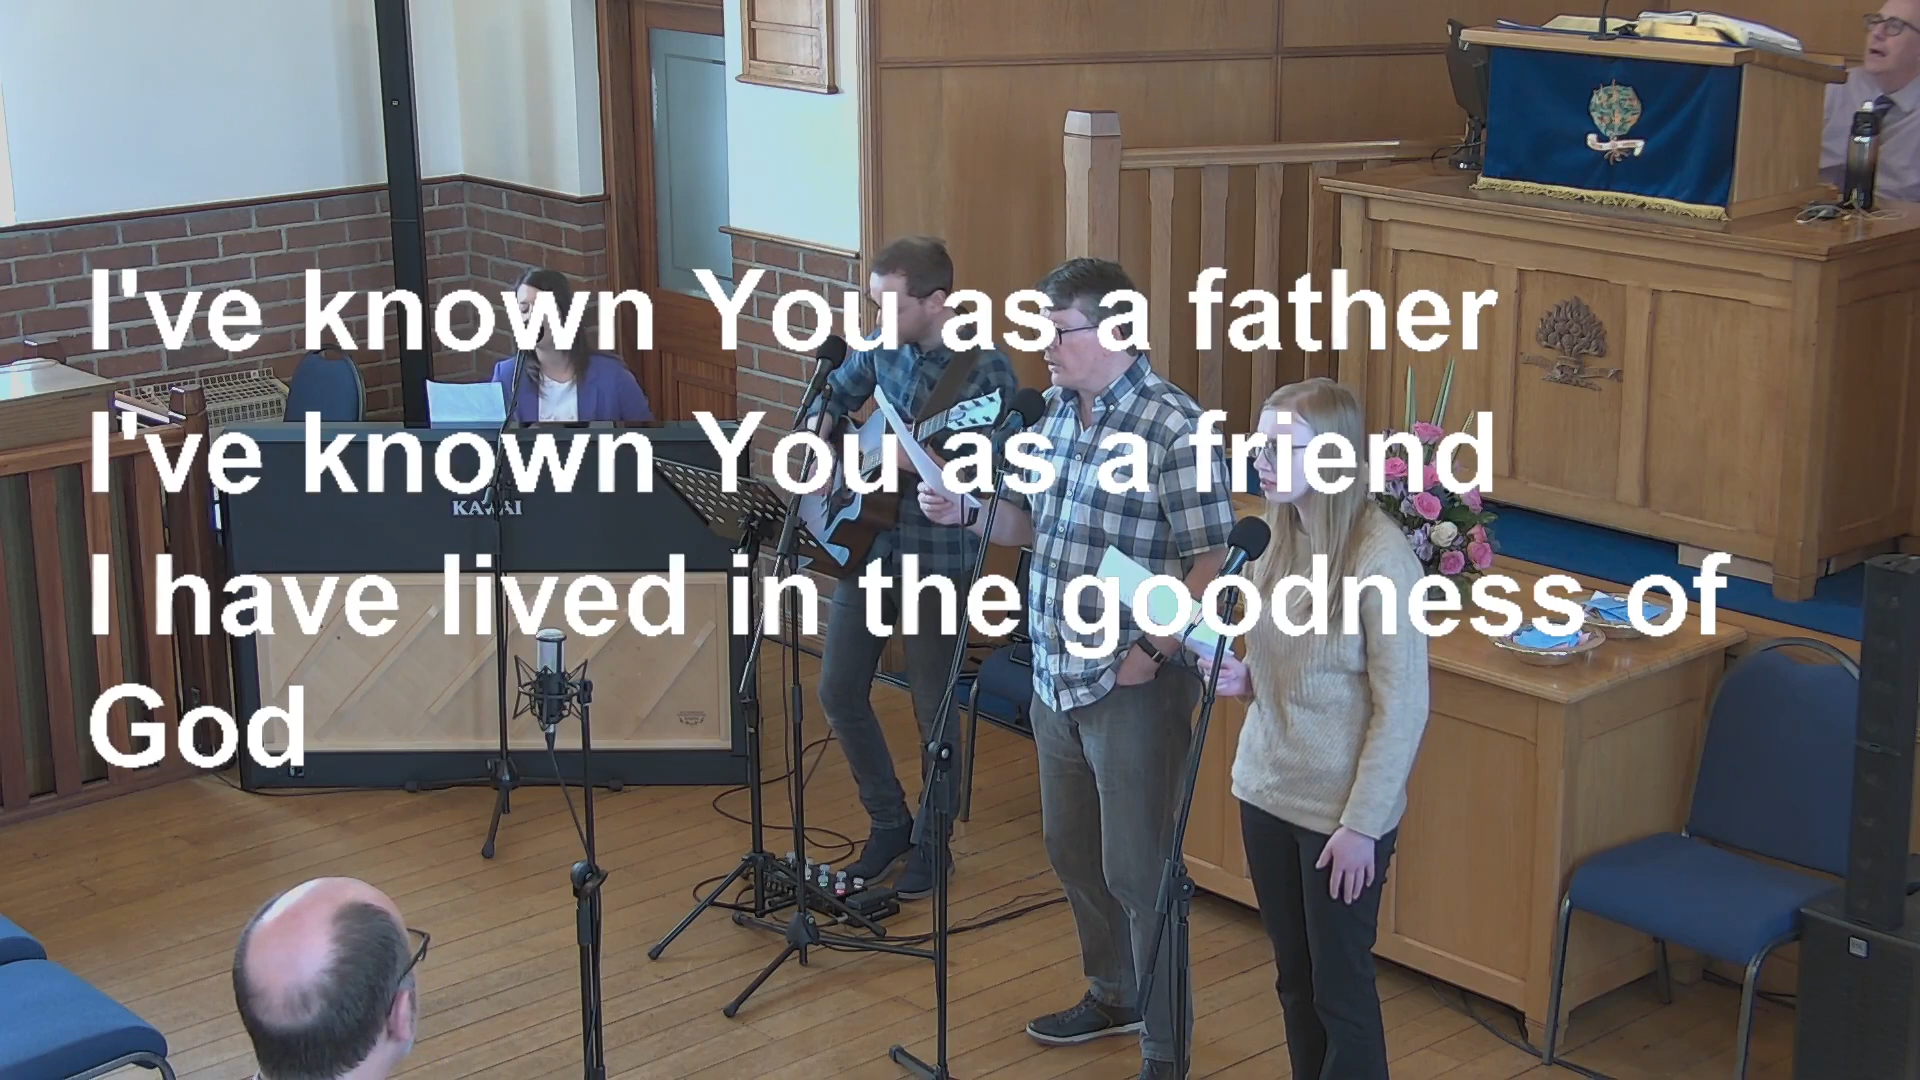 I've known You as a father
I've known You as a friend
KAWAI
I have lived in the goodness of
God